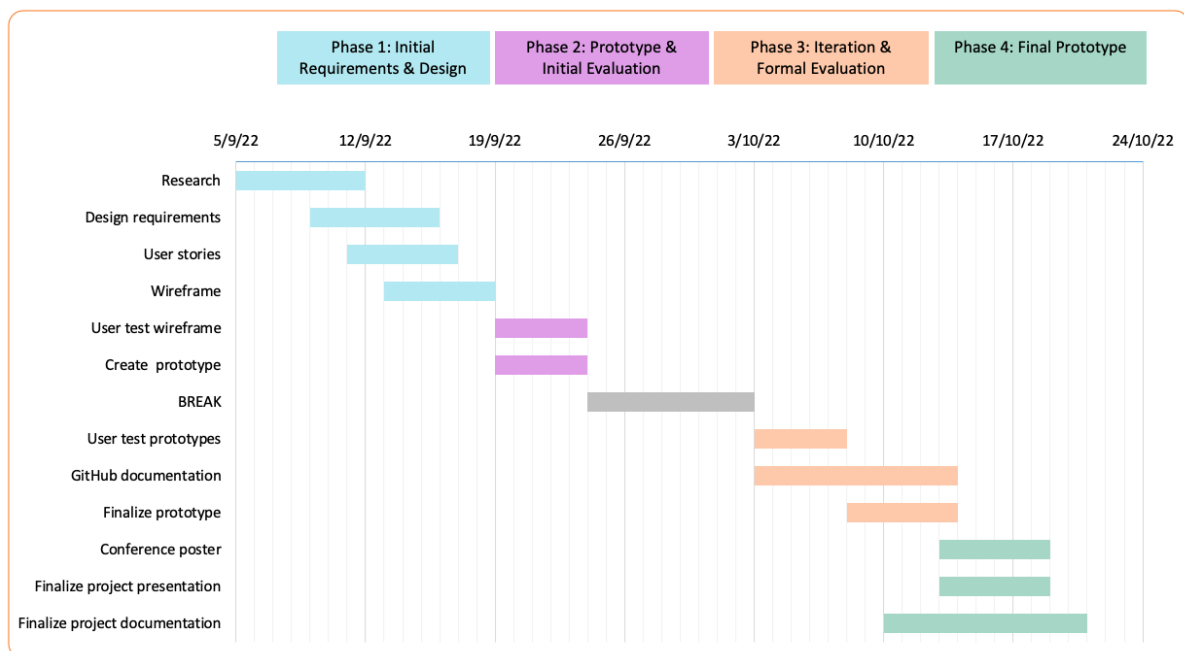 Phase 1: Initial
Requirements & Design
Phase 2: Prototype &
Initial Evaluation
Phase 3: Iteration &
Formal Evaluation
Phase 4: Final Prototype
5/9/22 12/9/22 19/9/22 26/9/22 3/10/22 10/10/22 17/10/22 24/10/22
Research
Design requirements
User stories
Wireframe
User test wireframe
Create prototype
BREAK
User test prototypes
GitHub documentation
Finalize prototype
Conference poster
Finalize project presentation
Finalize project documentation